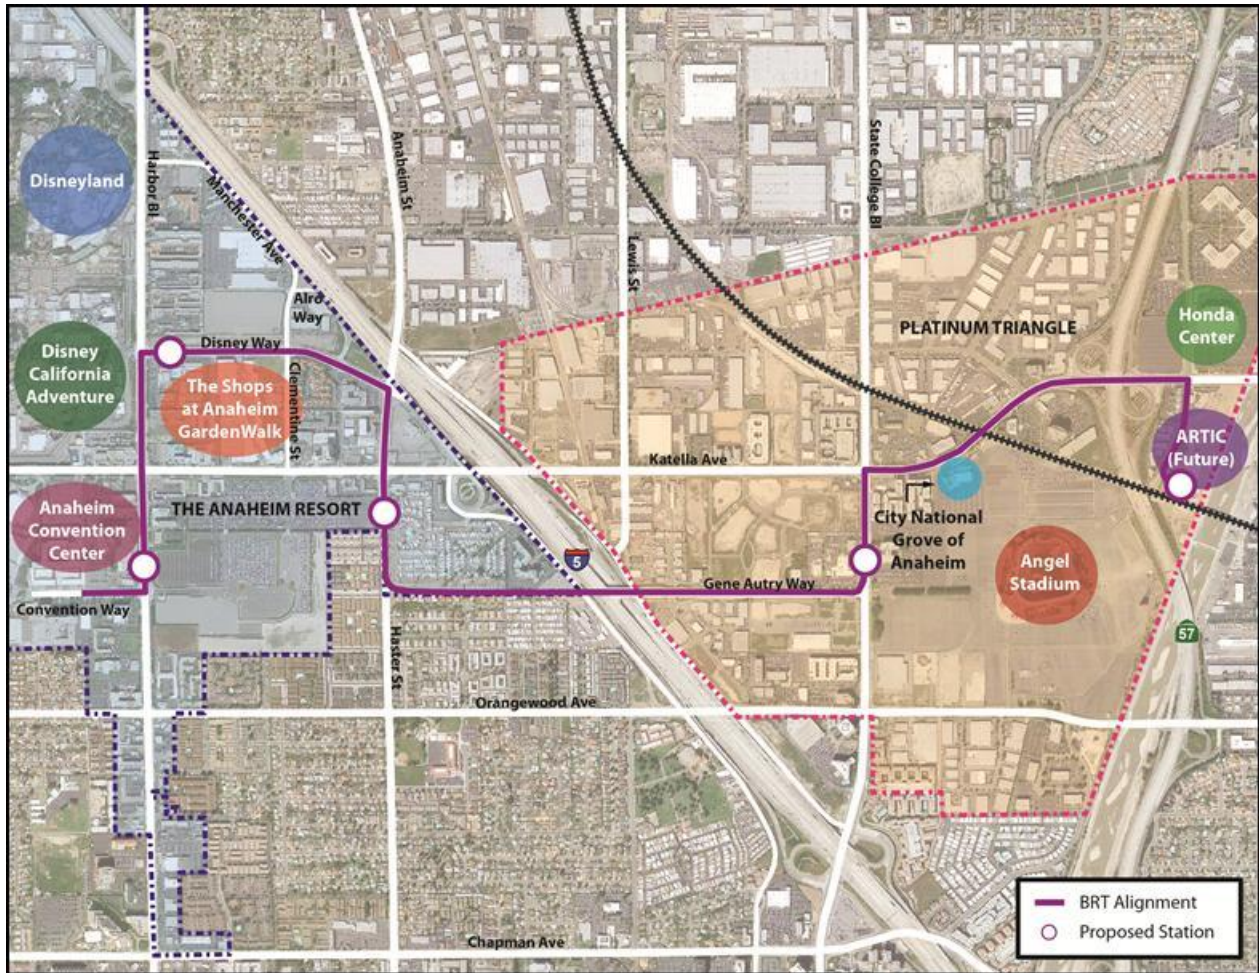 Disneyland
Harbor Bl
Manchester Ave
Anaheim St
Lewis St
State College Bl
Alro
Way
PLATINUM TRIANGLE
Honda
Center
Disney
California
Adventure
Disney Way
The Shops
at Anaheim
GardenWalk
Clementine St
Katella Ave
ARTIC
(Future)
Anaheim
Convention
Center
THE ANAHEIM RESORT
City National
Grove of
Anaheim
Angel
Stadium
5
Gene Autry Way
Convention Way
57
Haster St
Orangewood Ave
Chapman Ave
BRT Alignment
Proposed Station